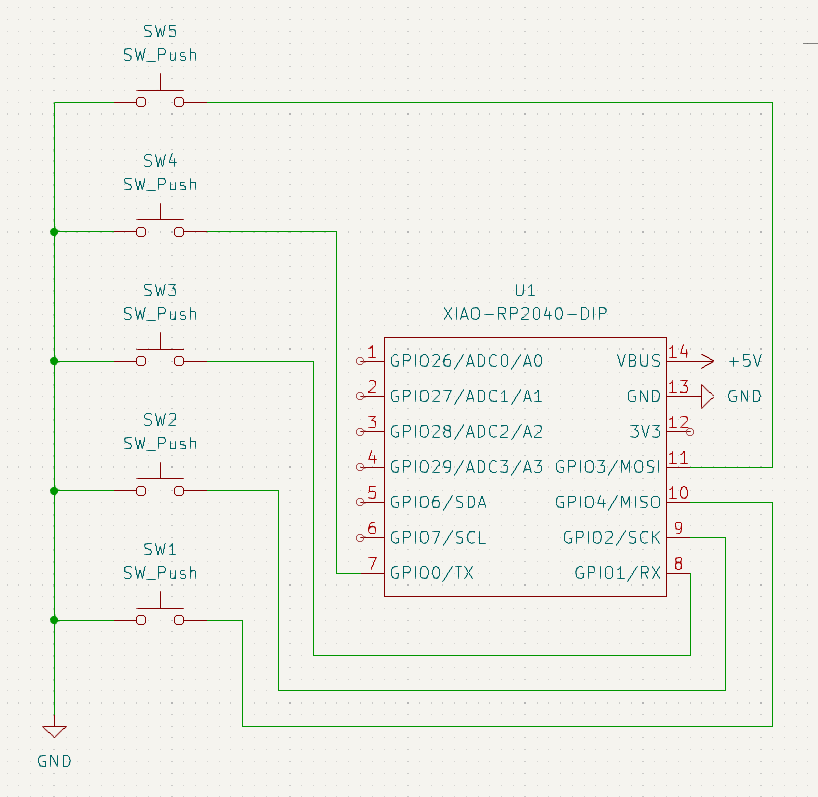 SW5
SW_Push
SW4
SW_Push
SW3
SW_Push
SW2
SW_Push
SW1
SW_Push
GND
U1
XIAO-RP2040-DIP
1 GPIO26/ADC0/A0 VBUS 14 +5V
2 GPIO27/ADC1/A1 GND 13 GND
3 GPIO28/ADC2/A2 3V3 12
4 GPIO29/ADC3/A3 GPIO3/MOSI 11
5 GPIO6/SDA GPIO4/MISO 10
6 GPIO7/SCL GPIO2/SCK 9
7 GPIO0/TX GPIO1/RX 8